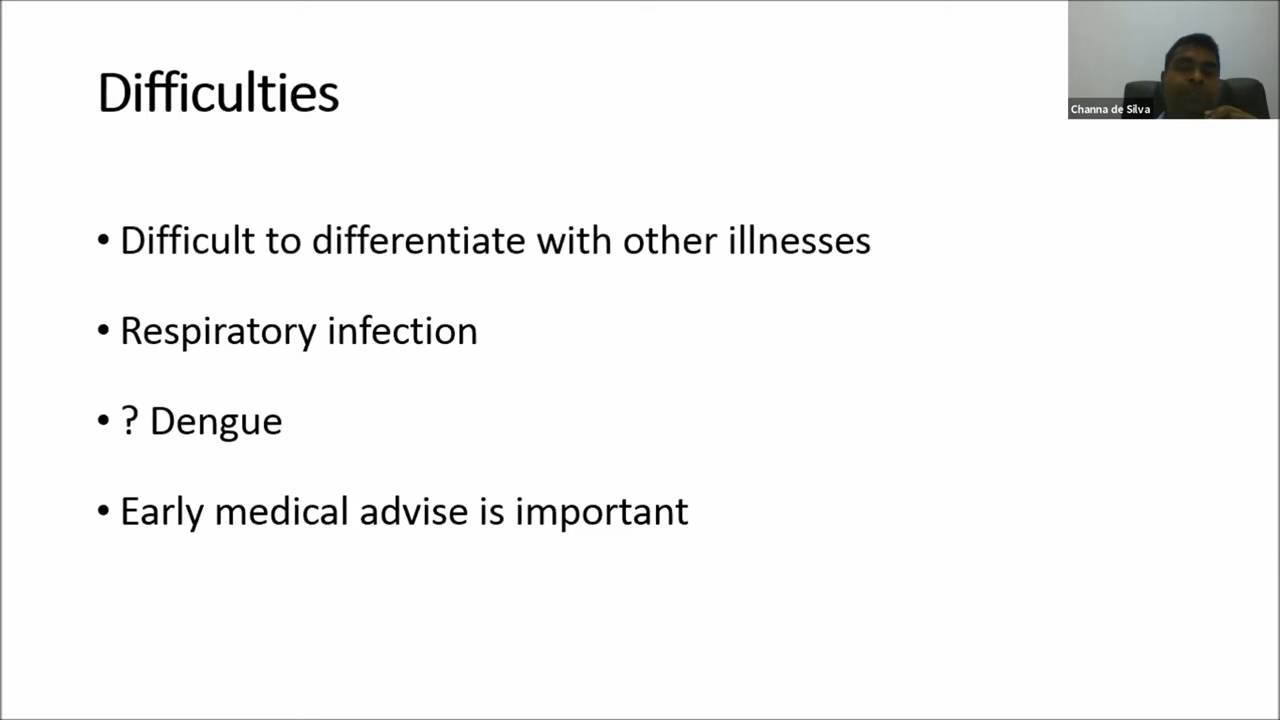 Difficulties
Channa de Silva
• Difficult to differentiate with other illnesses
• Respiratory infection
• ? Dengue
• Early medical advise is important